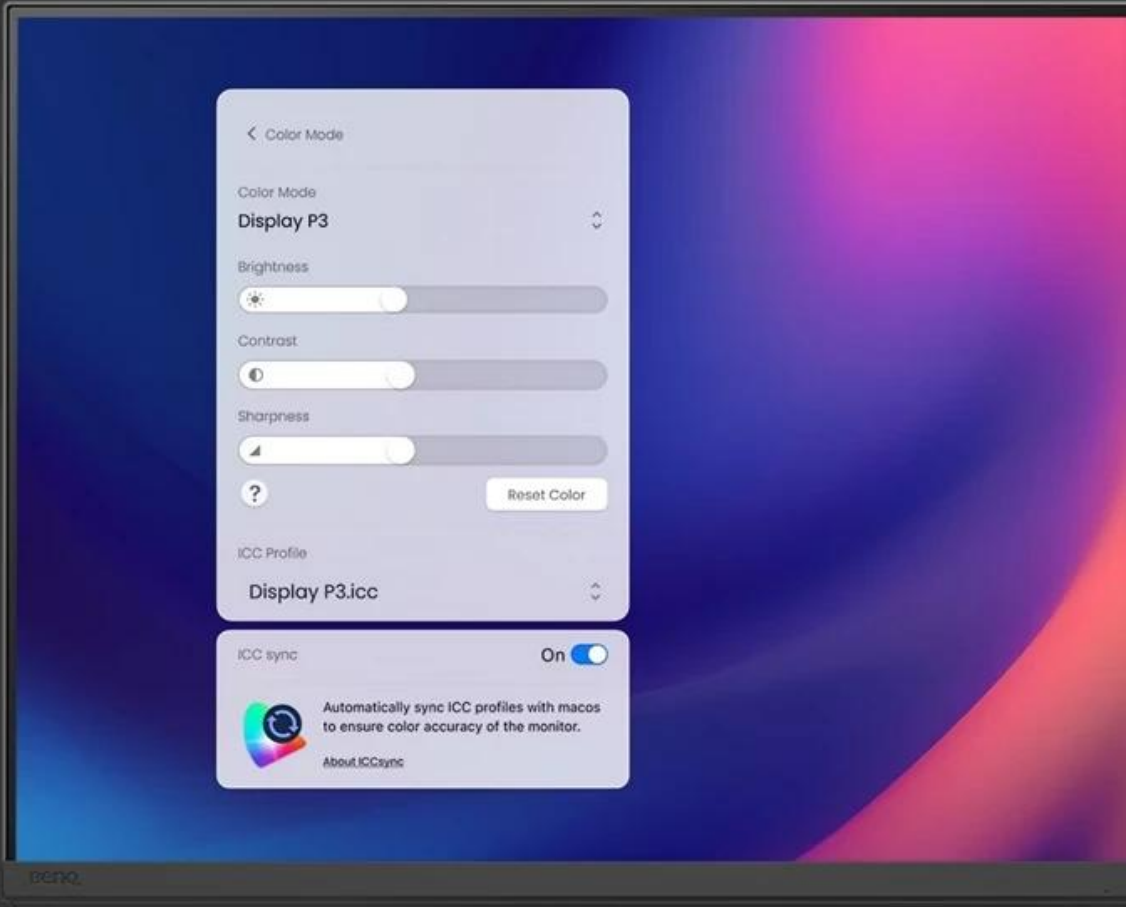 Color Mode
Color Mode
Display P3
Brightness
Contrast
Sharpness
?
Reset Color
ICC Profile
Display P3.icc
ICC sync
On
Automatically sync ICC profiles with macos
to ensure color accuracy of the monitor.
About ICCsync
BenQ